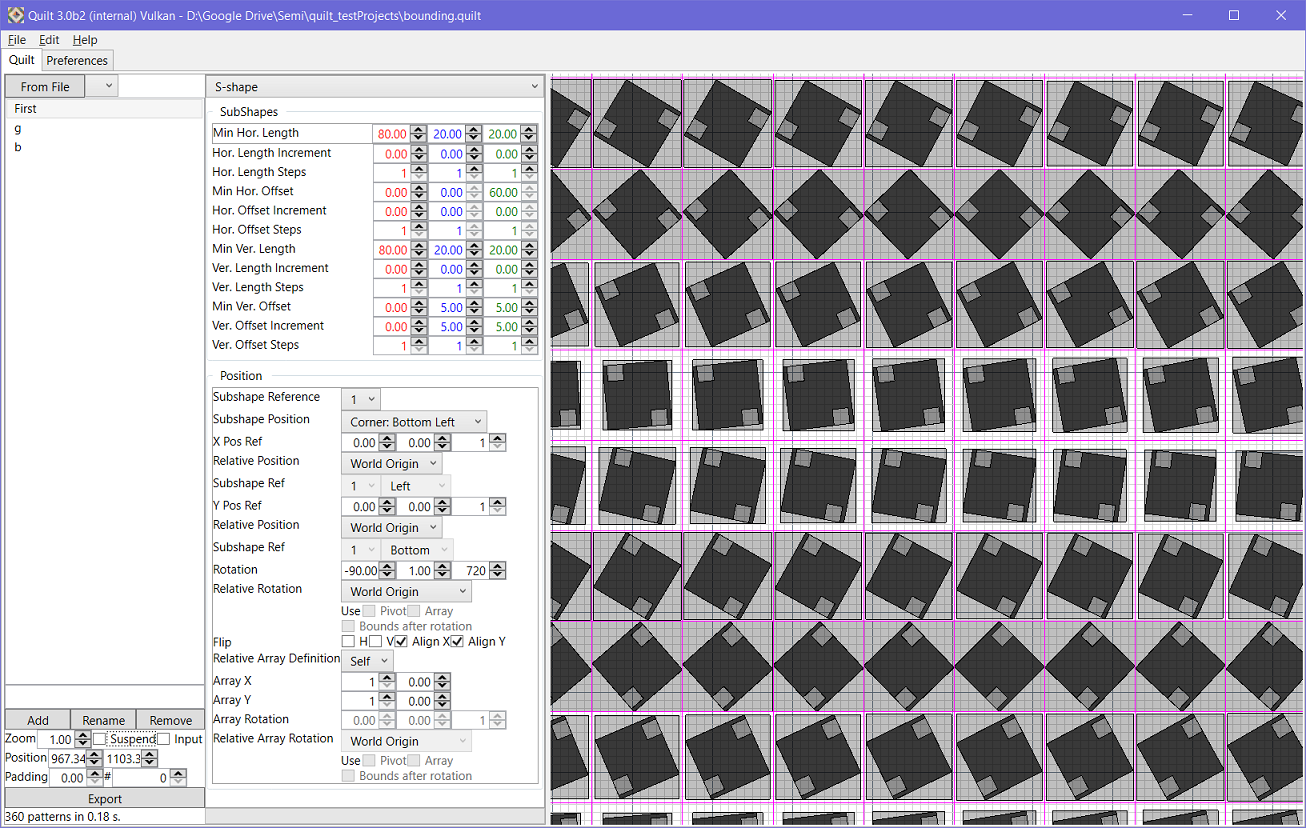 Quilt 3.0b2 (internal) Vulkan - D:\Google Drive\Semi\quilt_testProjects\bounding.quilt
File Edit Help
Quilt Preferences
From File
First
g
b
Add Rename Remove
Zoom 1.00 Suspend Input
Position 967.34 1103.3
Padding 0.00 # 0
Export
360 patterns in 0.18 s.
S-shape
SubShapes
Min Hor. Length 80.00 20.00 20.00
Hor. Length Increment 0.00 0.00 0.00
Hor. Length Steps 1 1 1
Min Hor. Offset 0.00 0.00 60.00
Hor. Offset Increment 0.00 0.00 0.00
Hor. Offset Steps 1 1 1
Min Ver. Length 80.00 20.00 20.00
Ver. Length Increment 0.00 0.00 0.00
Ver. Length Steps 1 1 1
Min Ver. Offset 0.00 5.00 5.00
Ver. Offset Increment 0.00 5.00 5.00
Ver. Offset Steps 1 1 1
Position
Subshape Reference 1
Subshape Position Corner: Bottom Left
X Pos Ref 0.00 0.00 1
Relative Position World Origin
Subshape Ref 1 Left
Y Pos Ref 0.00 0.00 1
Relative Position World Origin
Subshape Ref 1 Bottom
Rotation -90.00 1.00 720
Relative Rotation World Origin
Use Pivot Array
Bounds after rotation
Flip H V Align X Align Y
Relative Array Definition Self
Array X 1 0.00
Array Y 1 0.00
Array Rotation 0.00 0.00 1
Relative Array Rotation World Origin
Use Pivot Array
Bounds after rotation